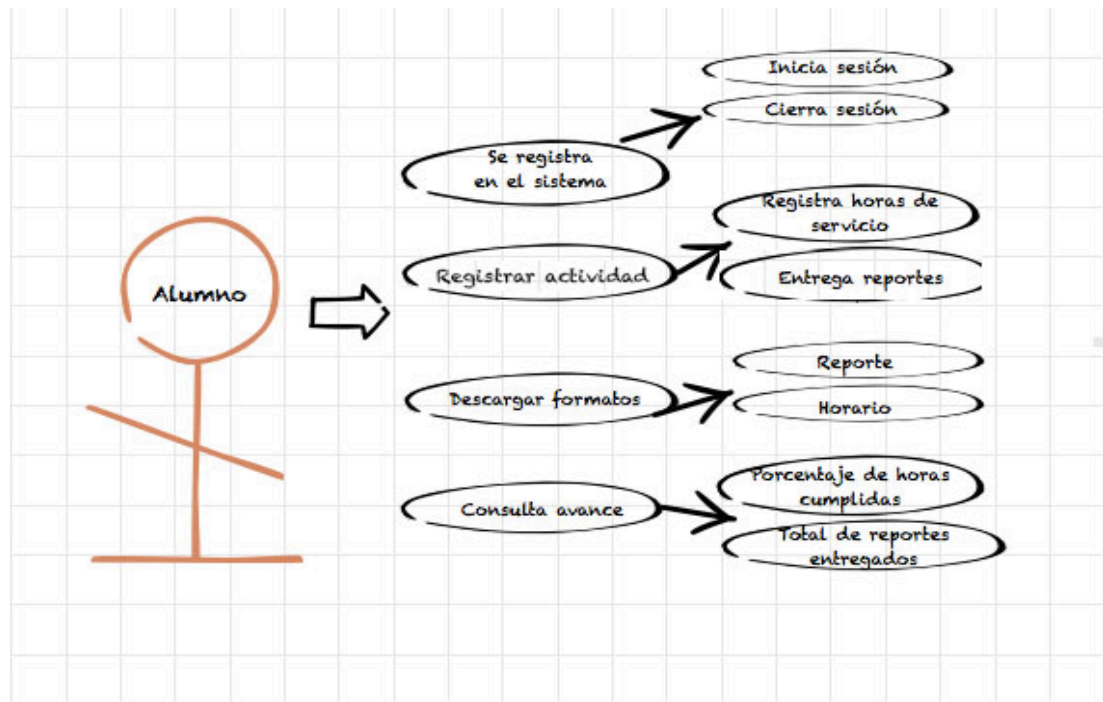 Alumno
Se registra
en el sistema
Inicia sesión
Cierra sesión
Registrar actividad
Registra horas de
servicio
Entrega reportes
Descargar formatos
Reporte
Horario
Consulta avance
Porcentaje de horas
cumplidas
Total de reportes
entregados